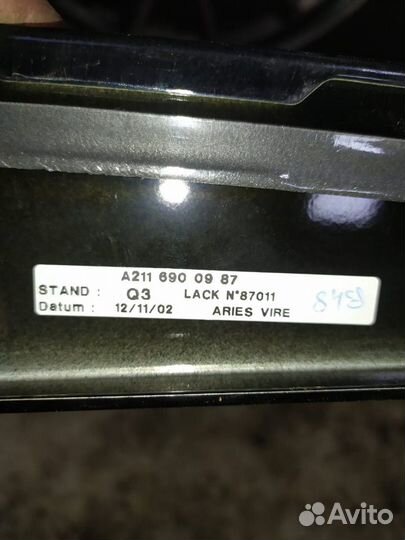 A211 690 09 87
STAND : Q3 LACK N°87011
Datum : 12/11/02 ARIES VIRE
Avito